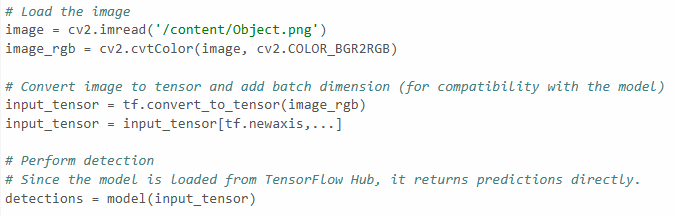 # Load the image
image = cv2.imread('/content/Object.png')
image_rgb = cv2.cvtColor(image, cv2.COLOR_BGR2RGB)
# Convert image to tensor and add batch dimension (for compatibility with the model)
input_tensor = tf.convert_to_tensor(image_rgb)
input_tensor = input_tensor[tf.newaxis,...]
# Perform detection
# Since the model is loaded from TensorFlow Hub, it returns predictions directly.
detections = model(input_tensor)